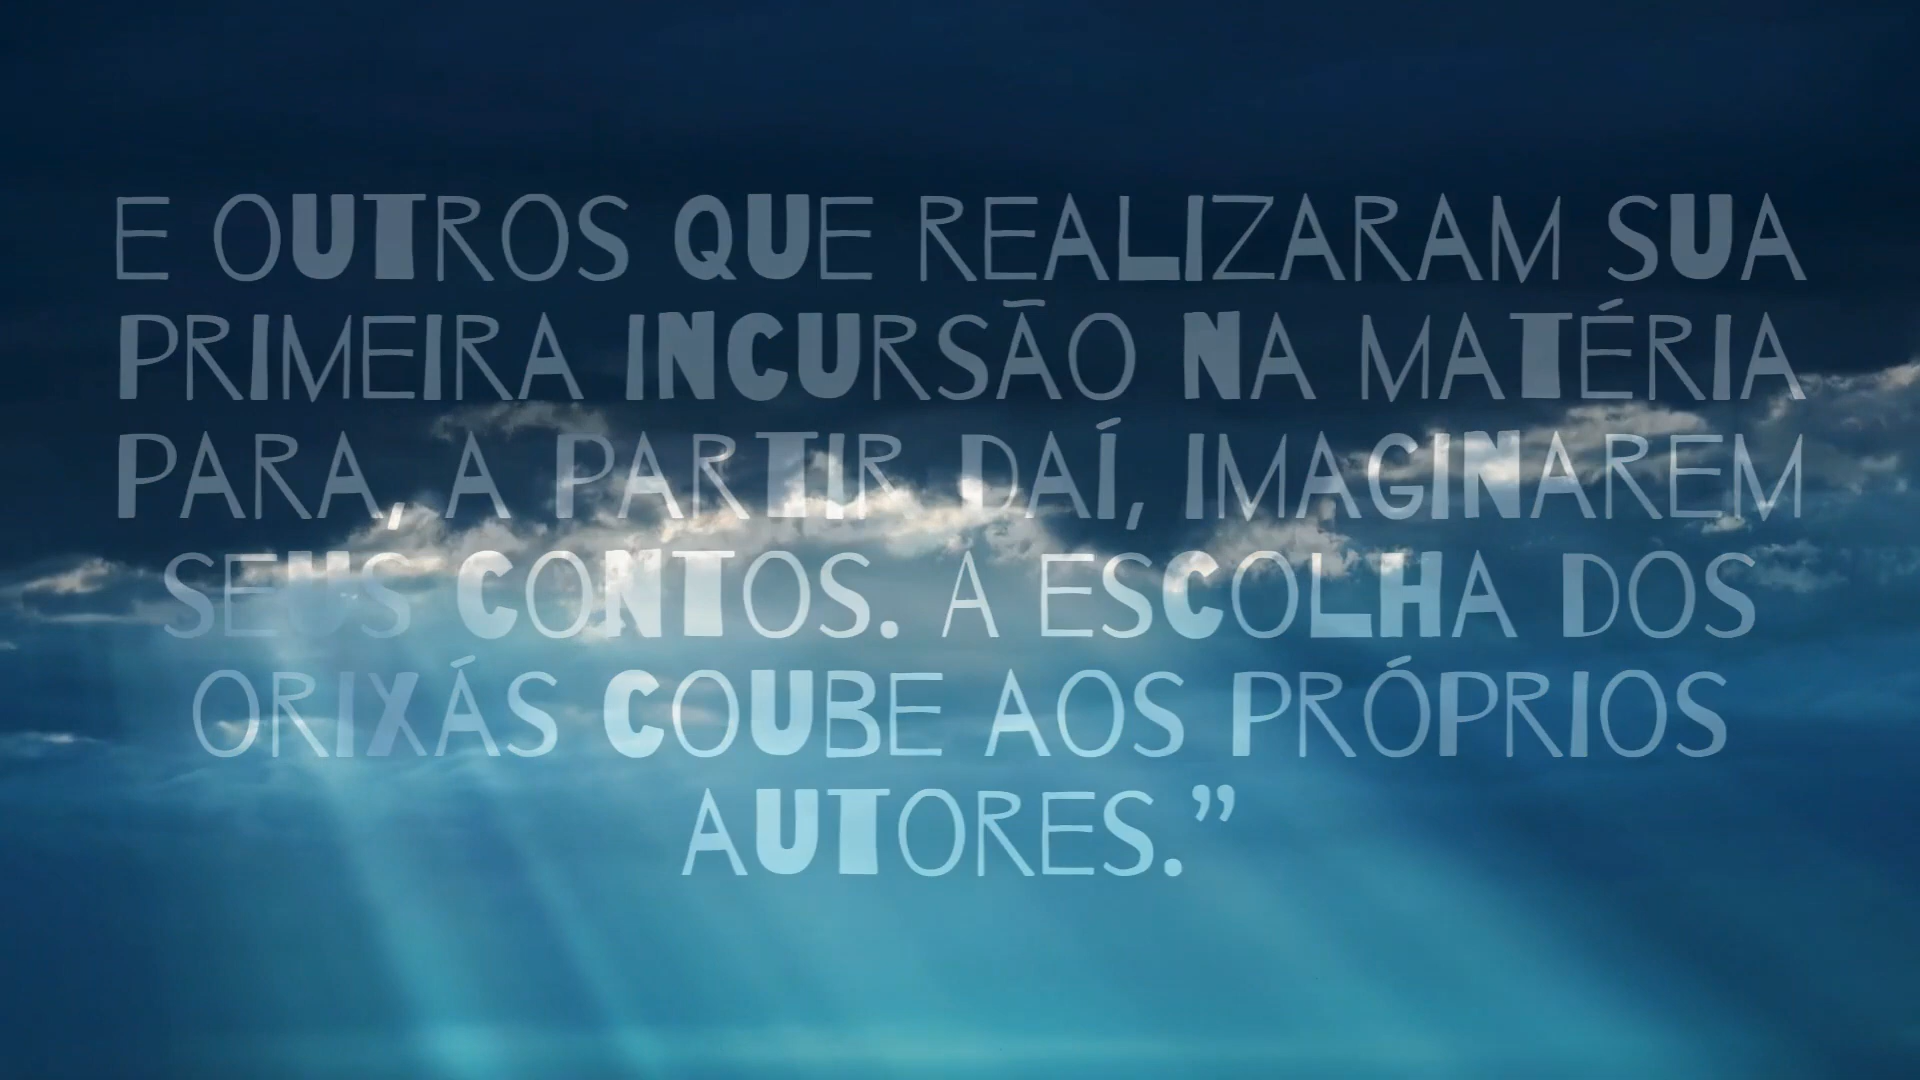 E OUTROS QUE REALIZARAM SUA
PRIMEIRA INCURSÃO NA MATÉRIA
PARA, A PARTIR DAÍ, IMAGINAREM
SEUS CONTOS. A ESCOLHA DOS
ORIXÁS COUBE AOS PRÓPRIOS
AUTORES.”